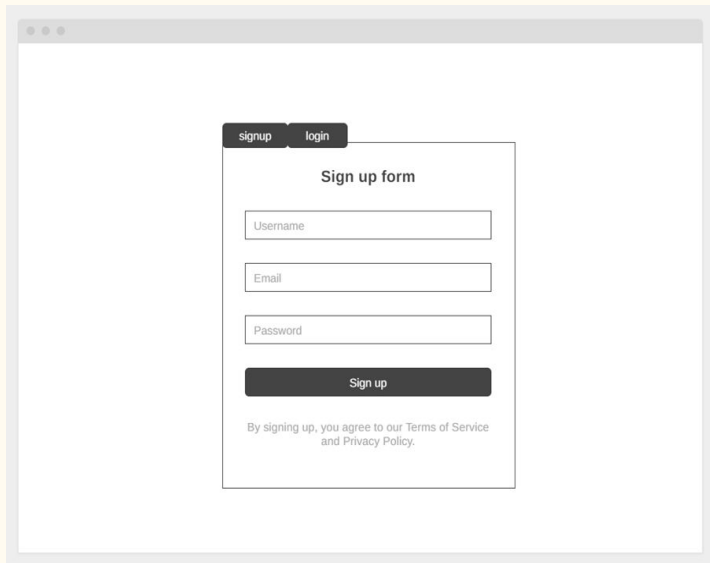 signup login
Sign up form
Username
Email
Password
Sign up
By signing up, you agree to our Terms of Service
and Privacy Policy.